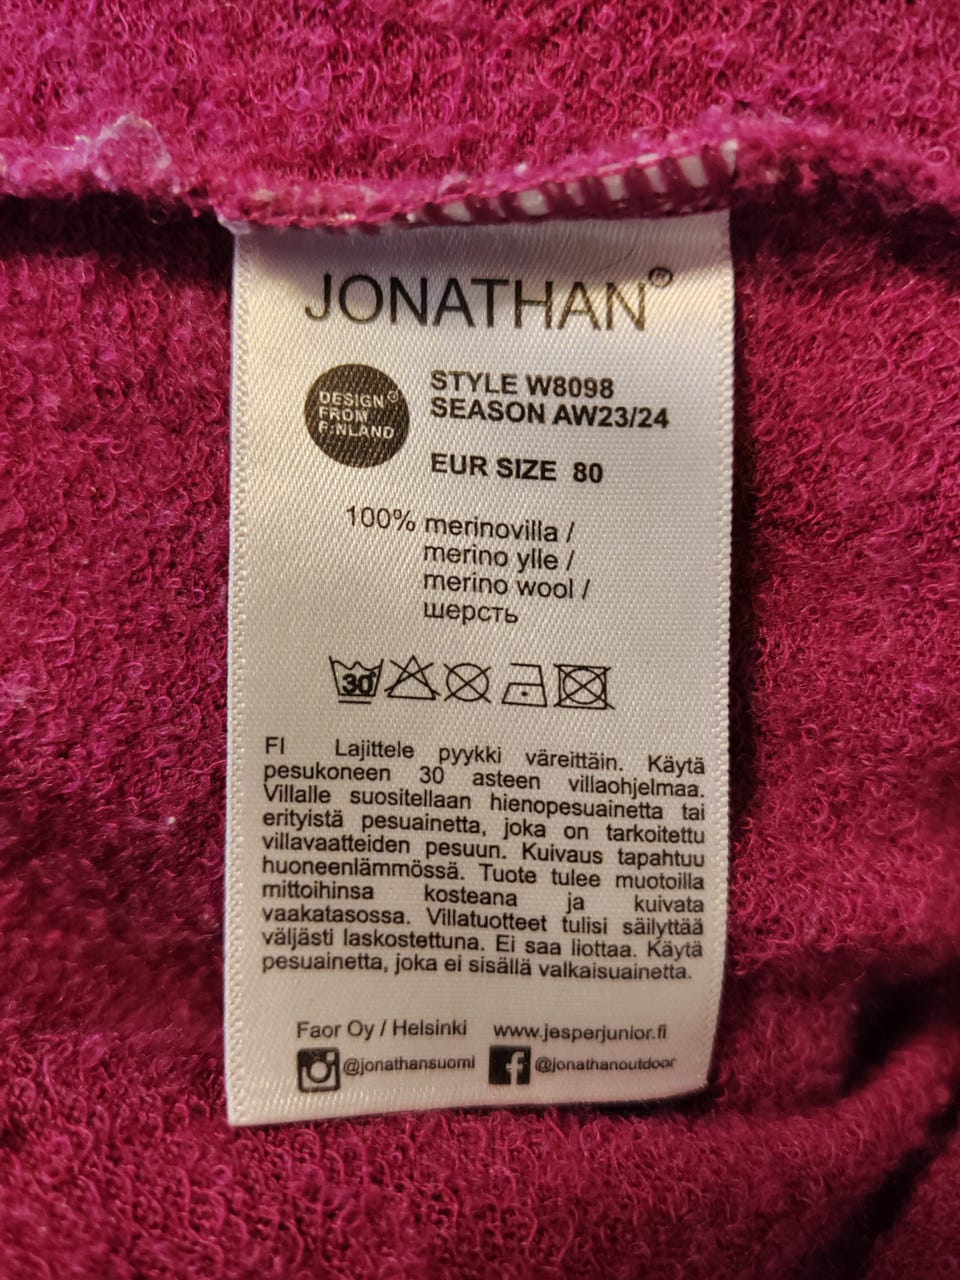 JONATHAN®
DESIGN®
FROM
FINLAND
STYLE W8098
SEASON AW23/24
EUR SIZE 80
100% merinovilla /
merino ylle /
merino wool /
шерсть
30
FI Lajittele pyykki väreittäin. Käytä
pesukoneen 30 asteen villaohjelmaa.
Villalle suositellaan hienopesuainetta tai
erityistä pesuainetta, joka on tarkoitettu
villavaatteiden pesuun. Kuivaus tapahtuu
huoneenlämmössä. Tuote tulee muotoilla
mittoihinsa kosteana ja kuivata
vaakatasossa. Villatuotteet tulisi säilyttää
väljästi laskostettuna. Ei saa liottaa. Käytä
pesuainetta, joka ei sisällä valkaisuainetta.
Faor Oy / Helsinki www.jesperjunior.fi
@jonathansuomi @jonathanoutdoor